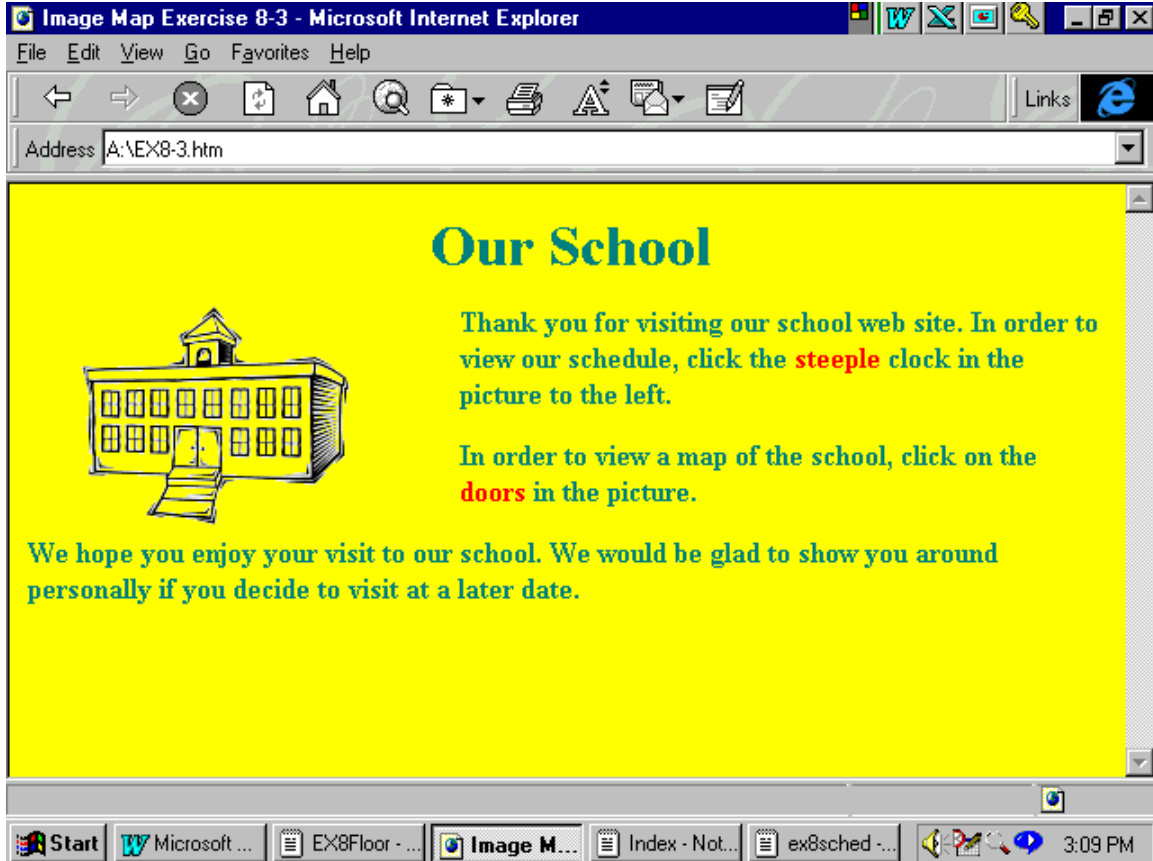 Image Map Exercise 8-3 - Microsoft Internet Explorer
File Edit View Go Favorites Help
Links
Address A:\EX8-3.htm
Our School
Thank you for visiting our school web site. In order to
view our schedule, click the steeple clock in the
picture to the left.
In order to view a map of the school, click on the
doors in the picture.
We hope you enjoy your visit to our school. We would be glad to show you around
personally if you decide to visit at a later date.
Start Microsoft ... EX8Floor - ... Image M... Index - Not... ex8sched -... 3:09 PM